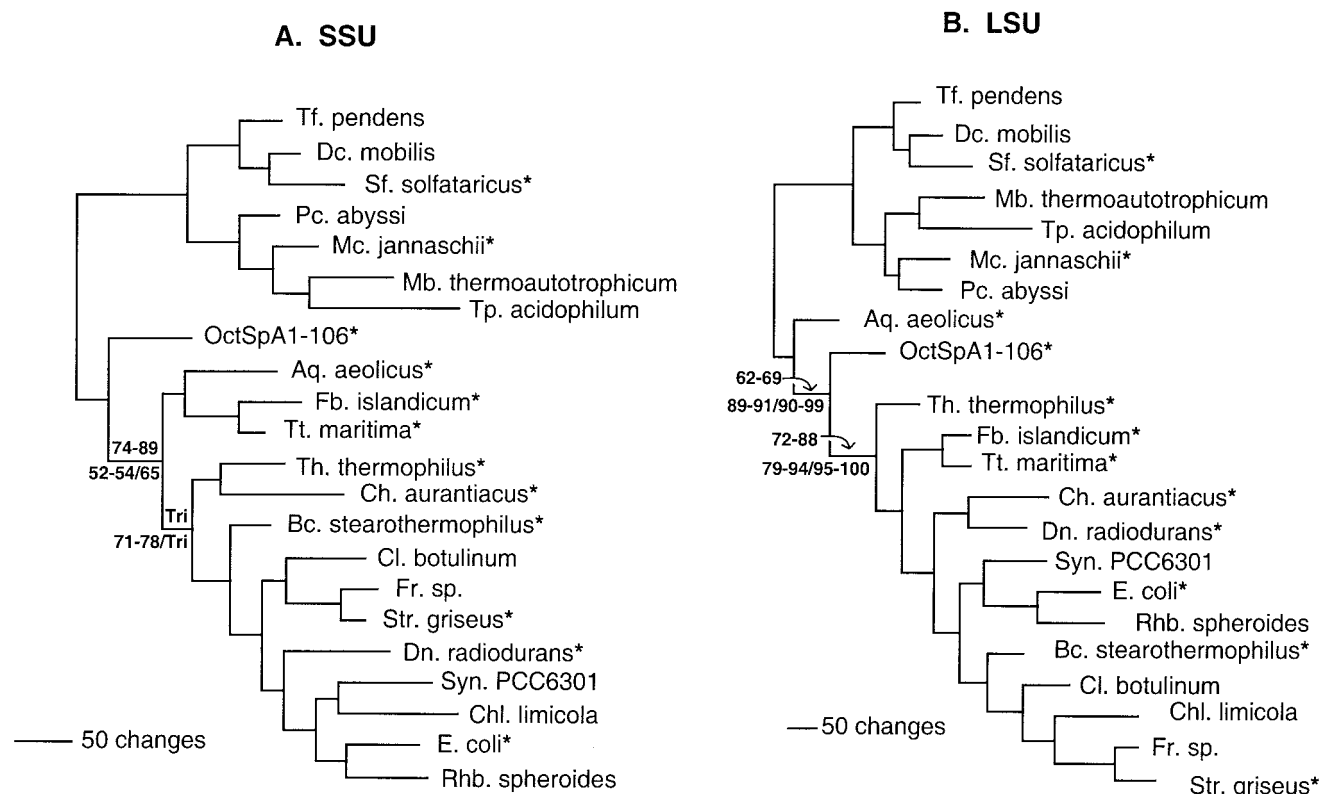 A. SSU
Tf. pendens
Dc. mobilis
Sf. solfataricus*
Pc. abyssi
Mc. jannaschii*
Mb. thermoautotrophicum
Tp. acidophilum
OctSpA1-106*
Aq. aeolicus*
Fb. islandicum*
Tt. maritima*
74-89
52-54/65
Th. thermophilus*
Ch. aurantiacus*
Tri
71-78/Tri
Bc. stearothermophilus*
Cl. botulinum
Fr. sp.
Str. griseus*
Dn. radiodurans*
Syn. PCC6301
Chl. limicola
E. coli*
Rhb. spheroides
50 changes
B. LSU
Tf. pendens
Dc. mobilis
Sf. solfataricus*
Mb. thermoautotrophicum
Tp. acidophilum
Mc. jannaschii*
Pc. abyssi
Aq. aeolicus*
OctSpA1-106*
62-69
89-91/90-99
Th. thermophilus*
72-88
79-94/95-100
Fb. islandicum*
Tt. maritima*
Ch. aurantiacus*
Dn. radiodurans*
Syn. PCC6301
E. coli*
Rhb. spheroides
Bc. stearothermophilus*
Cl. botulinum
Chl. limicola
Fr. sp.
Str. griseus*
50 changes